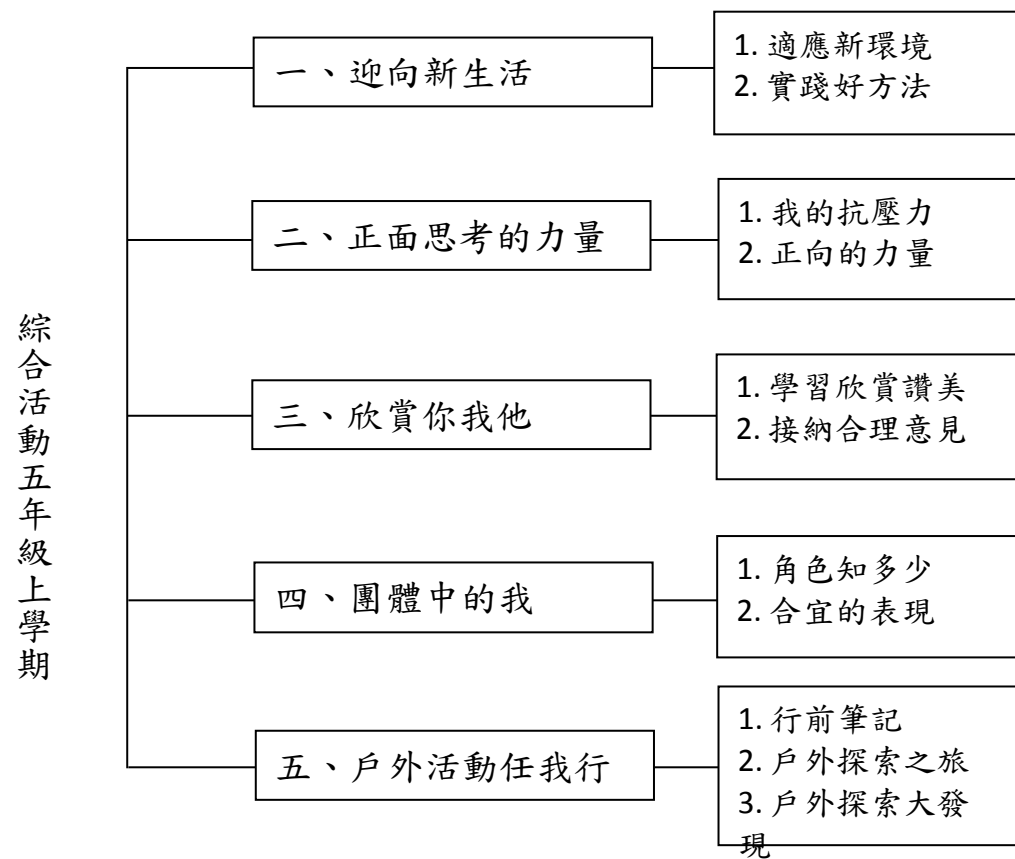 綜合活動五年級上學期
一、迎向新生活
1. 適應新環境
2. 實踐好方法
二、正面思考的力量
1. 我的抗壓力
2. 正向的力量
三、欣賞你我他
1. 學習欣賞讚美
2. 接納合理意見
四、團體中的我
1. 角色知多少
2. 合宜的表現
五、戶外活動任我行
1. 行前筆記
2. 戶外探索之旅
3. 戶外探索大發
現